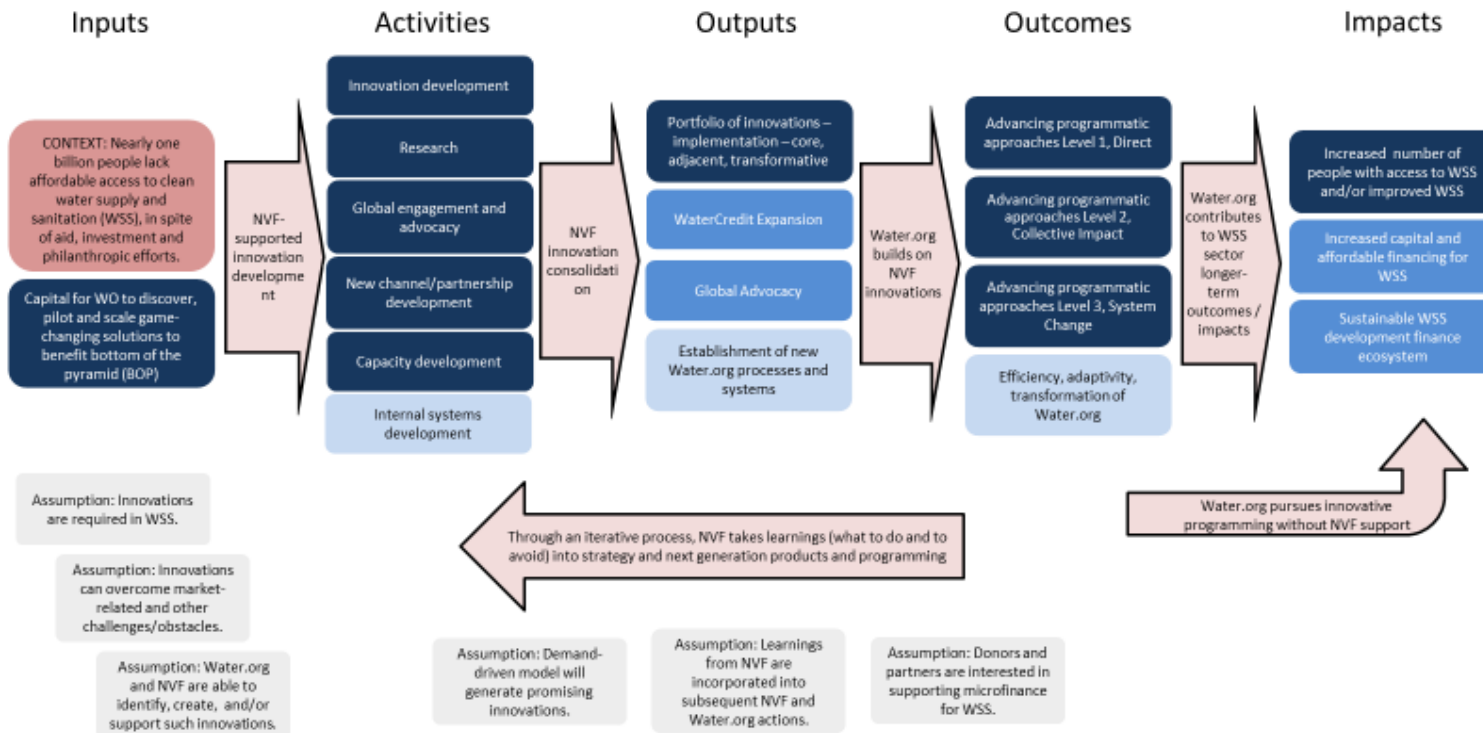 Inputs
Activities
Outputs
Outcomes
Impacts
CONTEXT: Nearly one
billion people lack
affordable access to clean
water supply and
sanitation (WSS), in spite
of aid, investment and
philanthropic efforts.
Capital for WO to discover,
pilot and scale game-
changing solutions to
benefit bottom of the
pyramid (BOP)
NVF-
supported
innovation
developme
nt
Innovation development
Research
Global engagement and
advocacy
New channel/partnership
development
Capacity development
Internal systems
development
NVF
innovation
consolidati
on
Portfolio of innovations –
implementation – core,
adjacent, transformative
WaterCredit Expansion
Global Advocacy
Establishment of new
Water.org processes and
systems
Water.org
builds on
NVF
innovations
Advancing programmatic
approaches Level 1, Direct
Advancing programmatic
approaches Level 2,
Collective Impact
Advancing programmatic
approaches Level 3, System
Change
Efficiency, adaptivity,
transformation of
Water.org
Water.org
contributes
to WSS
sector
longer-
term
outcomes /
impacts
Increased number of
people with access to WSS
and/or improved WSS
Increased capital and
affordable financing for
WSS
Sustainable WSS
development finance
ecosystem
Water.org pursues innovative
programming without NVF support
Through an iterative process, NVF takes learnings (what to do and to
avoid) into strategy and next generation products and programming
Assumption: Innovations
are required in WSS.
Assumption: Innovations
can overcome market-
related and other
challenges/obstacles.
Assumption: Water.org
and NVF are able to
identify, create, and/or
support such innovations.
Assumption: Demand-
driven model will
generate promising
innovations.
Assumption: Learnings
from NVF are
incorporated into
subsequent NVF and
Water.org actions.
Assumption: Donors and
partners are interested in
supporting microfinance
for WSS.